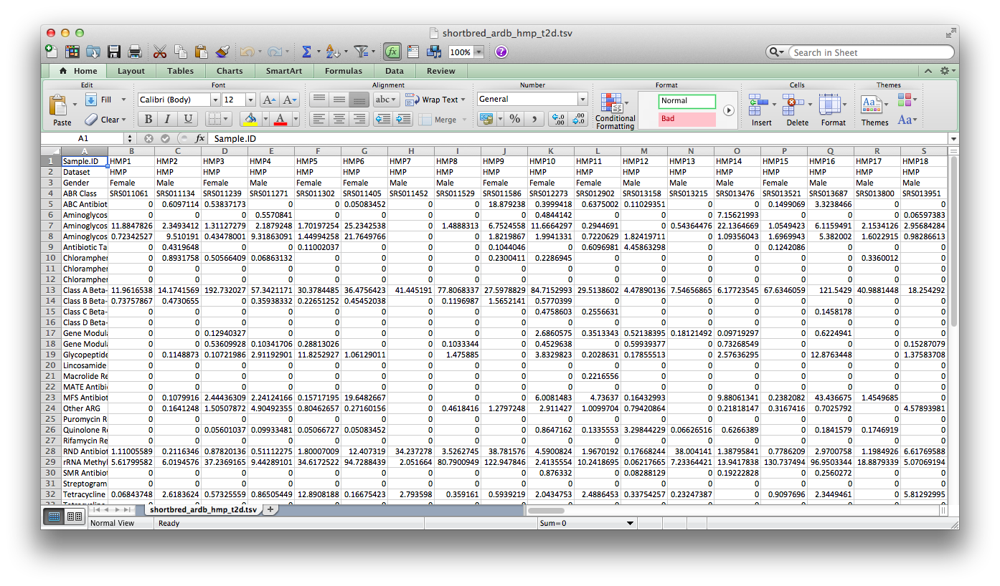 shortbred_ardb_hmp_t2d.tsv
100% Search in Sheet
Home Layout Tables Charts SmartArt Formulas Data Review
Edit Font Alignment Number Format Cells Themes
Fill Calibri (Body) 12 abc Wrap Text General Normal
Paste Clear B I U A Merge % Conditional Formatting Bad Insert Delete Format Themes
A1 fx Sample.ID
A B C D E F G H I J K L M N O P Q R S
1 Sample.ID HMP1 HMP2 HMP3 HMP4 HMP5 HMP6 HMP7 HMP8 HMP9 HMP10 HMP11 HMP12 HMP13 HMP14 HMP15 HMP16 HMP17 HMP18
2 Dataset HMP HMP HMP HMP HMP HMP HMP HMP HMP HMP HMP HMP HMP HMP HMP HMP HMP HMP
3 Gender Female Male Female Male Female Female Male Male Female Female Female Male Male Male Female Male Male Male
4 ABR Class SRS011061 SRS011134 SRS011239 SRS011271 SRS011302 SRS011405 SRS011452 SRS011529 SRS011586 SRS012273 SRS012902 SRS013158 SRS013215 SRS013476 SRS013521 SRS013687 SRS013800 SRS013951
5 ABC Antibiot 0 0.6097114 0.53837173 0 0 0.05083452 0 0 18.879238 0.3999418 0.6375002 0.11029351 0 0 0.1499069 3.3238466 0 0
6 Aminoglycos 0 0 0 0.5570841 0 0 0 0 0 0.4844142 0 0 0 7.15621993 0 0 0 0.06597383
7 Aminoglycos 11.8847826 2.3493412 1.31127279 2.1879248 1.70197254 25.2342538 0 1.4888313 6.7524558 11.6664297 0.2944691 0 0.54364476 22.1364669 1.0549423 6.1159491 2.1534126 2.95684284
8 Aminoglycos 0.72342527 9.510191 0.43478001 9.31863091 1.44994258 21.7649766 0 0 1.8219867 1.9941331 0.7220629 1.82419711 0 1.09356043 1.6969943 5.382002 1.6022915 0.98286613
9 Antibiotic Ta 0 0.4319648 0 0 0.11002037 0 0 0 0.1044046 0 0.6096981 4.45863298 0 0 0.1242086 0 0 0
10 Chlorampher 0 0.8931758 0.50566409 0.06863132 0 0 0 0 0.2300411 0.2286945 0 0 0 0 0 0 0.3360012 0
11 Chlorampher 0 0 0 0 0 0 0 0 0 0 0 0 0 0 0 0 0 0
12 Chlorampher 0 0 0 0 0 0 0 0 0 0 0 0 0 0 0 0 0 0
13 Class A Beta- 11.9616538 14.1741569 192.732027 57.3421171 30.3784485 36.4756423 41.445191 77.8068337 27.5978829 84.7152993 29.5138602 4.47890136 7.54656865 6.17723545 67.6346059 121.5429 40.9881448 18.254292
14 Class B Beta- 0.73757867 0.4730655 0 0.35938332 0.22651252 0.45452038 0 0.1196987 1.5652141 0.5770399 0 0 0 0 0 0 0 0
15 Class C Beta- 0 0 0 0 0 0 0 0 0 0.4758603 0.2556631 0 0 0 0 0.1458178 0 0
16 Class D Beta- 0 0 0 0 0 0 0 0 0 0 0 0 0 0 0 0 0 0
17 Gene Modula 0 0 0.12940327 0 0 0 0 0 0 2.6860575 0.3513343 0.52138395 0.18121492 0.09719297 0 0.6224941 0 0
18 Gene Modula 0 0 0.53609928 0.10341706 0.28813026 0 0 0.1033344 0 0.4529638 0 0.59939377 0 0.73268549 0 0 0 0.15287079
19 Glycopeptide 0 0.1148873 0.10721986 2.91192901 11.8252927 1.06129011 0 1.475885 0 3.8329823 0.2028631 0.17855513 0 2.57636295 0 12.8763448 0 1.37583708
20 Lincosamide 0 0 0 0 0 0 0 0 0 0 0 0 0 0 0 0 0 0
21 Macrolide Re 0 0 0 0 0 0 0 0 0 0 0.2216556 0 0 0 0 0 0 0
22 MATE Antibi 0 0 0 0 0 0 0 0 0 0 0 0 0 0 0 0 0 0
23 MFS Antibiot 0 0.1079916 2.44436309 2.24124166 0.15717195 19.6482667 0 0 0 6.0081483 4.73637 0.16432993 0 9.88061341 0.2382082 43.436675 1.4549685 0
24 Other ARG 0 0.1641248 1.50507872 4.90492355 0.80462657 0.27160156 0 0.4618416 1.2797248 2.911427 1.0099704 0.79420864 0 0.21818147 0.3167416 0.7025792 0 4.57893981
25 Puromycin R 0 0 0 0 0 0 0 0 0 0 0 0 0 0 0 0 0 0
26 Quinolone Re 0 0 0.05601037 0.09933481 0.05066727 0.05083452 0 0 0 0.8647162 0.1335553 3.29844229 0.06626516 0.6266389 0 0.1841579 0.1746919 0
27 Rifamycin Re 0 0 0 0 0 0 0 0 0 0 0 0 0 0 0 0 0 0
28 RND Antibiot 1.11005589 0.2116346 0.87820136 0.51112275 1.80007009 12.407319 34.237278 3.5262745 38.781576 4.5900824 1.9670192 0.17668244 38.004141 1.38795841 0.7786209 2.9700758 1.1984926 6.61769588
29 rRNA Methyl 5.61799582 6.0194576 37.2369165 9.44289101 34.6172522 94.7288439 2.051664 80.7900949 122.947846 2.4135554 10.2418695 0.06217665 7.23364421 13.9417838 130.737494 96.9503344 18.8879339 5.07069194
30 SMR Antibiot 0 0 0 0 0 0 0 0 0 0.876332 0 0.08288129 0 0.19222828 0 0.2560272 0 0
31 Streptogram 0 0 0 0 0 0 0 0 0 0 0 0 0 0 0 0 0 0
32 Tetracycline 0.06843748 2.6183624 0.57325559 0.86505449 12.8908188 0.16675423 2.793598 0.359161 0.5939219 2.0434753 2.4886453 0.33754257 0.23247387 0 0.9097696 2.3449461 0 5.81292995
shortbred_ardb_hmp_t2d.tsv
Normal View Ready Sum=0